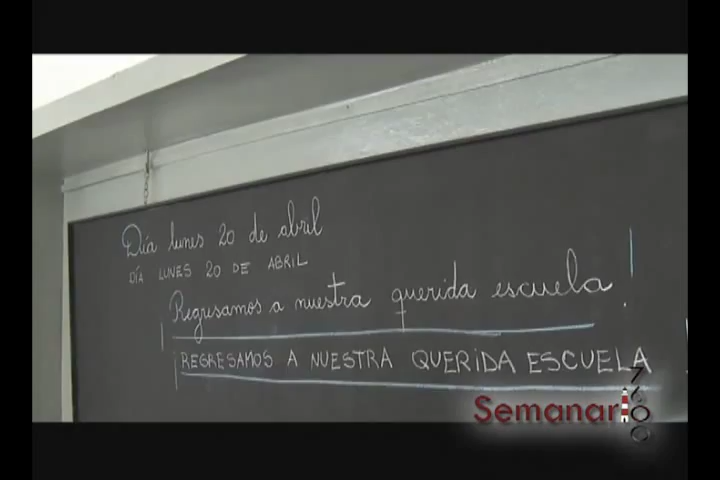 Día lunes 20 de abril
DÍA LUNES 20 DE ABRIL
¡Regresamos a nuestra querida escuela!
¡REGRESAMOS A NUESTRA QUERIDA ESCUELA
Semanario
7600